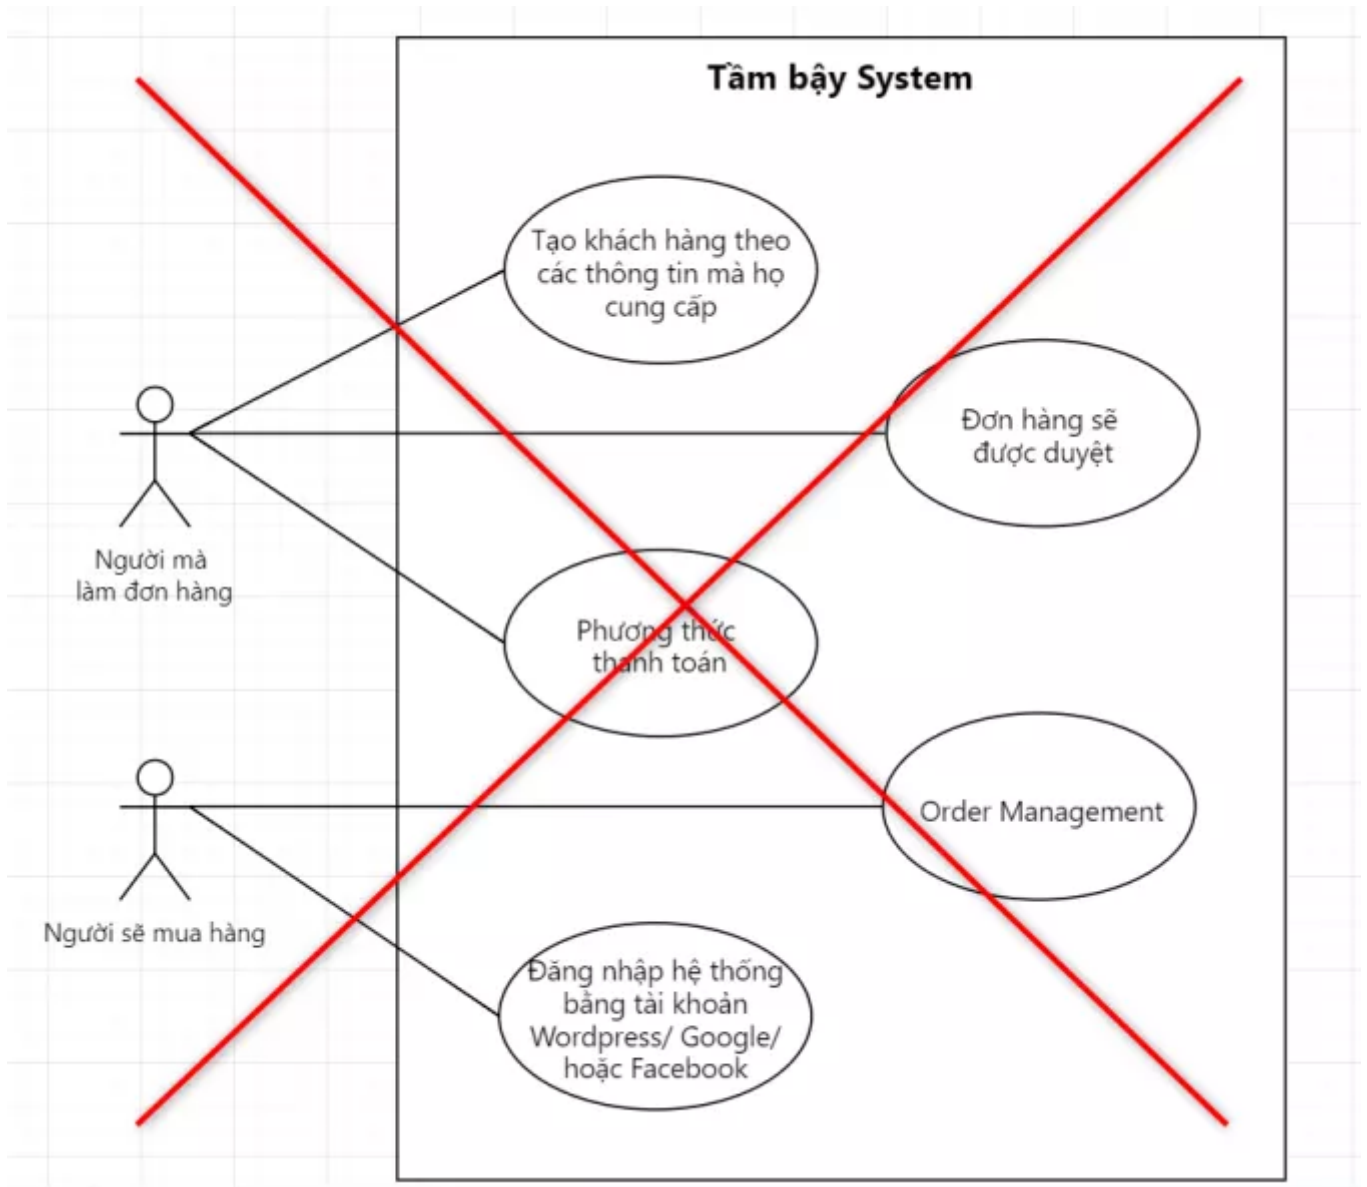 Tầm bậy System
Tạo khách hàng theo
các thông tin mà họ
cung cấp
Đơn hàng sẽ
được duyệt
Người mà
làm đơn hàng
Phương thức
thanh toán
Order Management
Người sẽ mua hàng
Đăng nhập hệ thống
bằng tài khoản
Wordpress/ Google/
hoặc Facebook